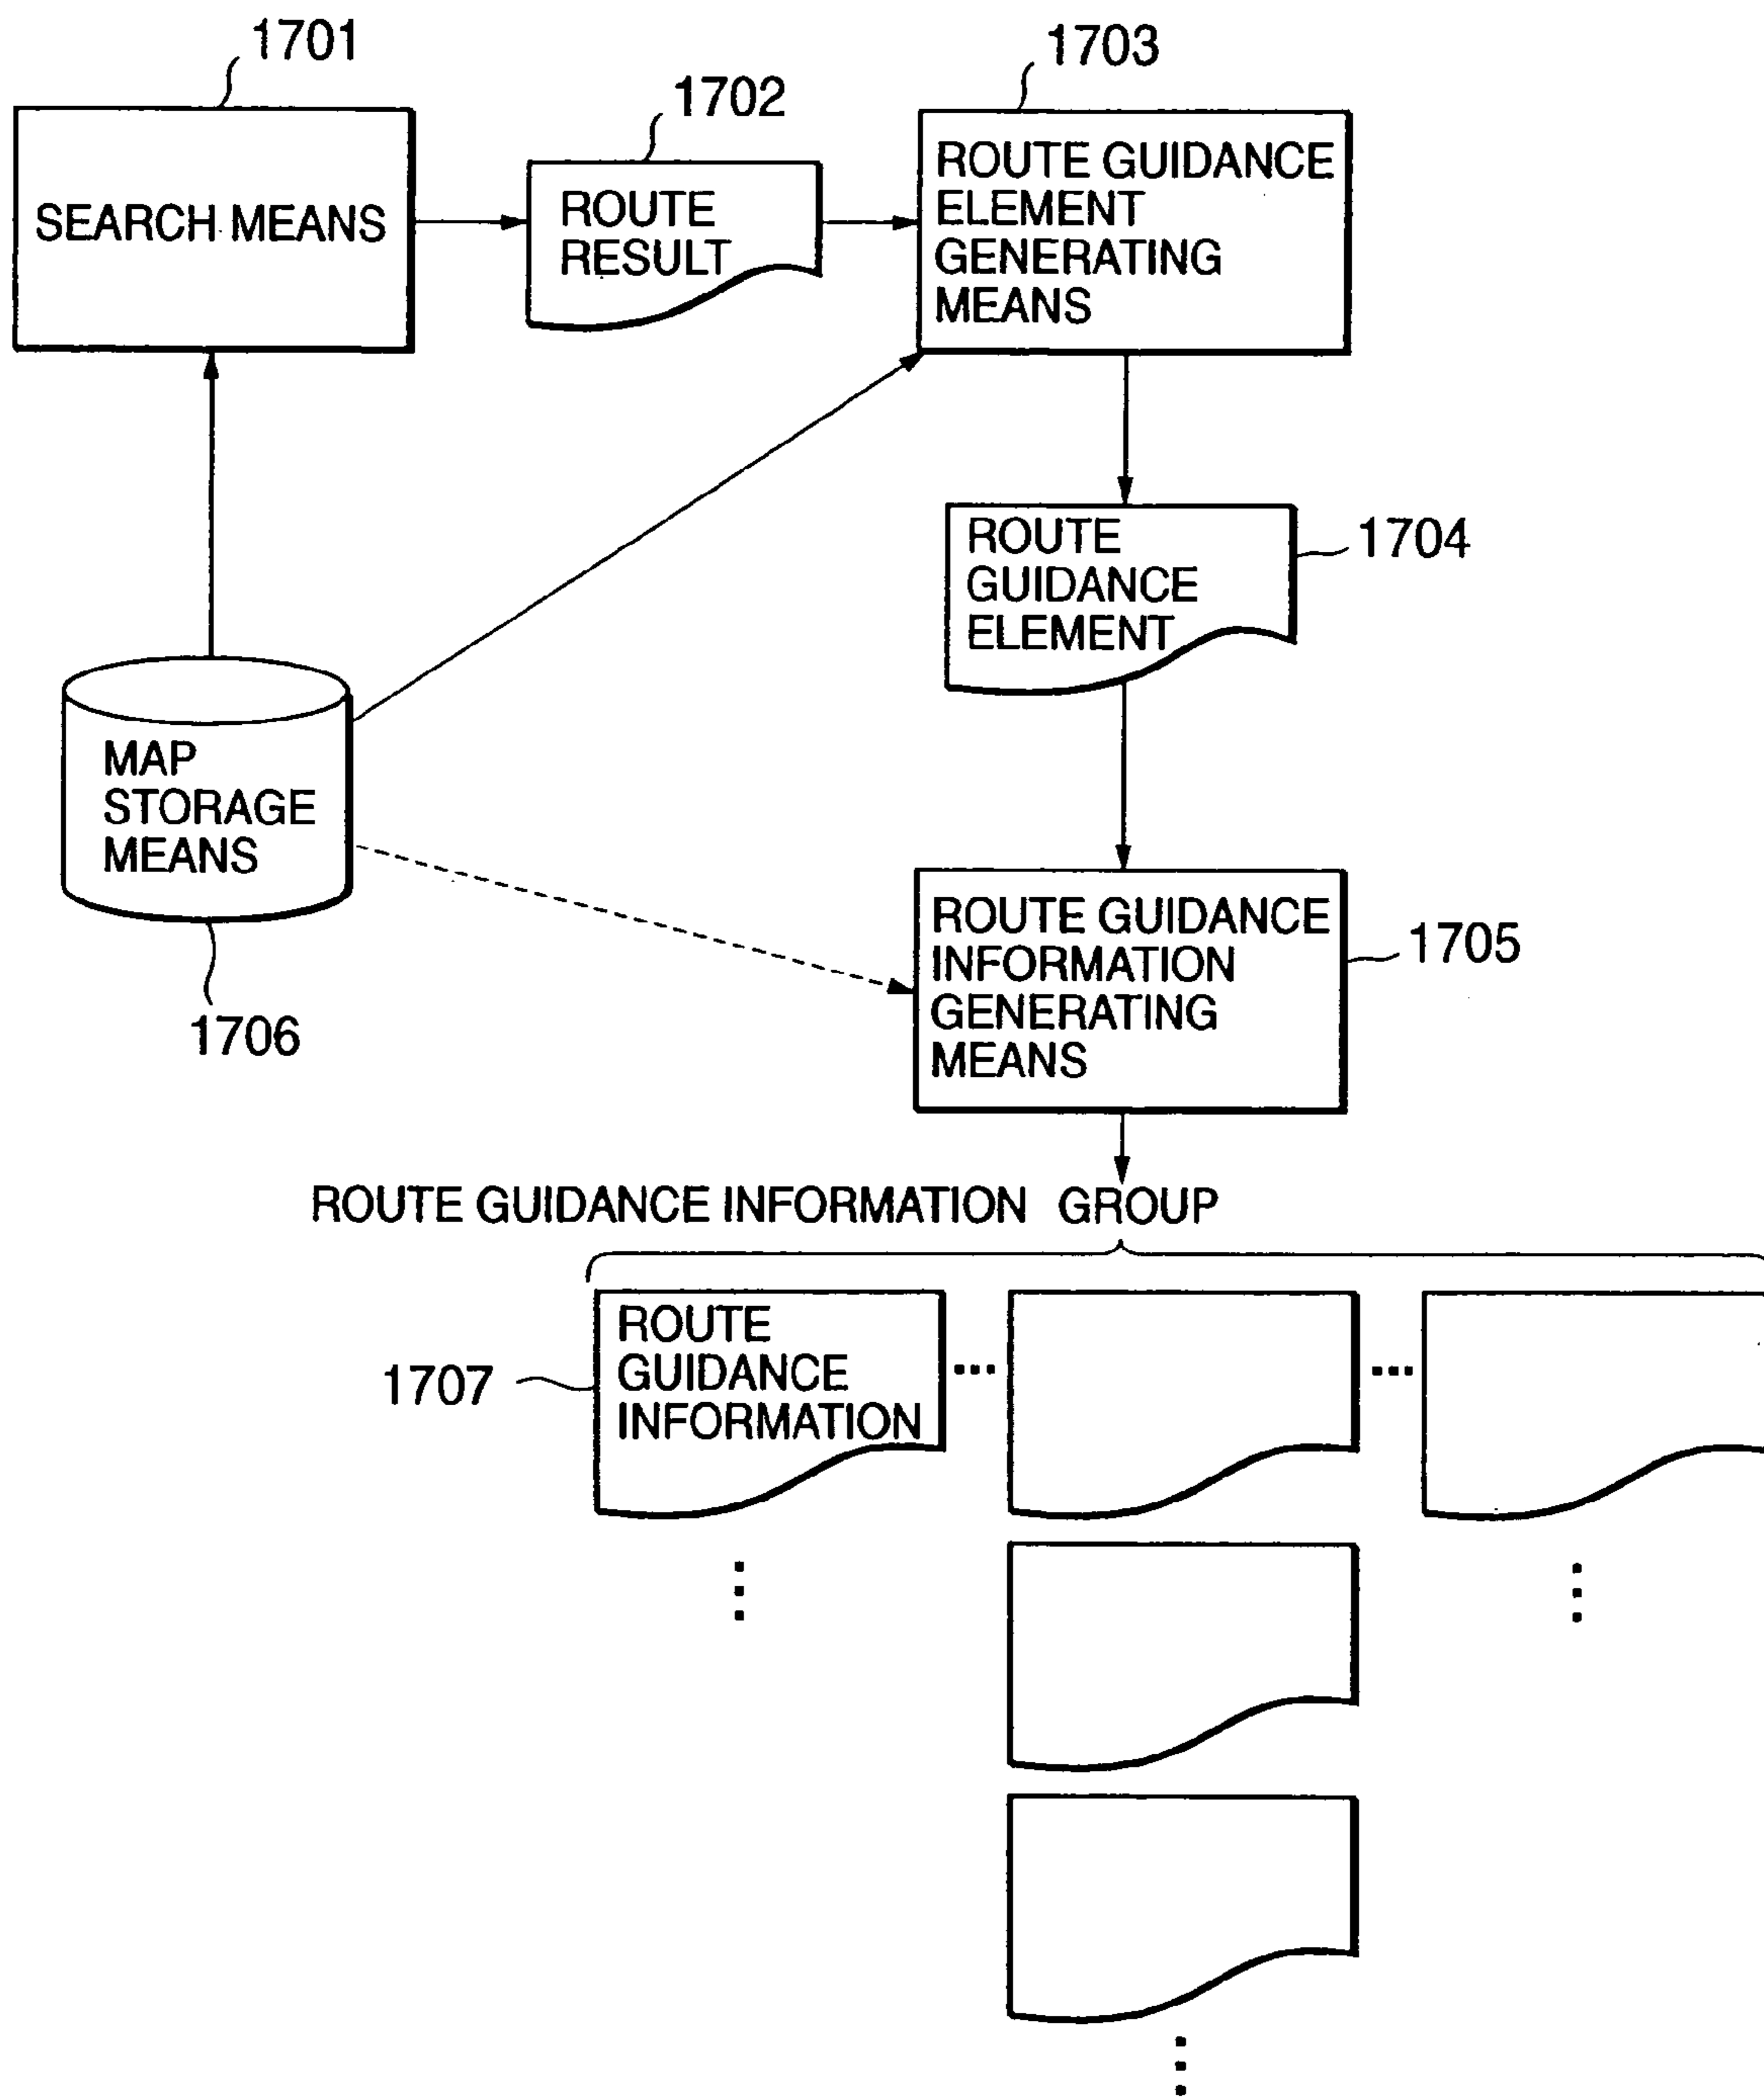 1701
1702
1703
SEARCH MEANS
ROUTE
RESULT
ROUTE GUIDANCE
ELEMENT
GENERATING
MEANS
ROUTE
GUIDANCE
ELEMENT
1704
MAP
STORAGE
MEANS
1706
ROUTE GUIDANCE
INFORMATION
GENERATING
MEANS
1705
ROUTE GUIDANCE INFORMATION GROUP
ROUTE
GUIDANCE
INFORMATION
1707